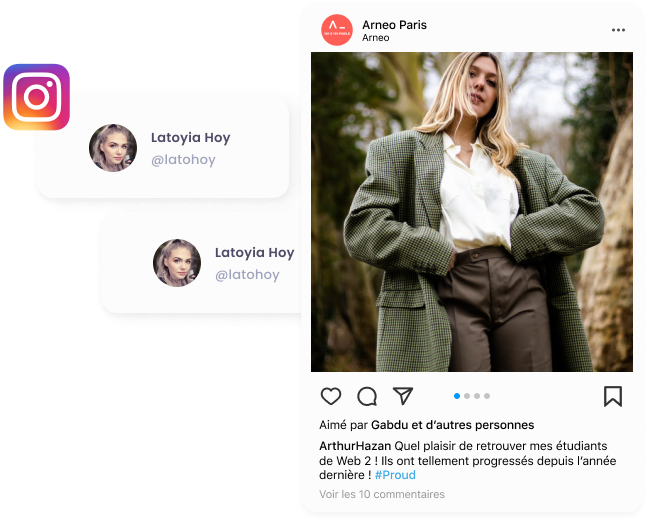 Arneo Paris
Arneo
Latoyia Hoy
@latohoy
Latoyia Hoy
@latohoy
Aimé par Gabdu et d’autres personnes
ArthurHazan Quel plaisir de retrouver mes étudiants
de Web 2 ! Ils ont tellement progressés depuis l’année
dernière ! #Proud
Voir les 10 commentaires